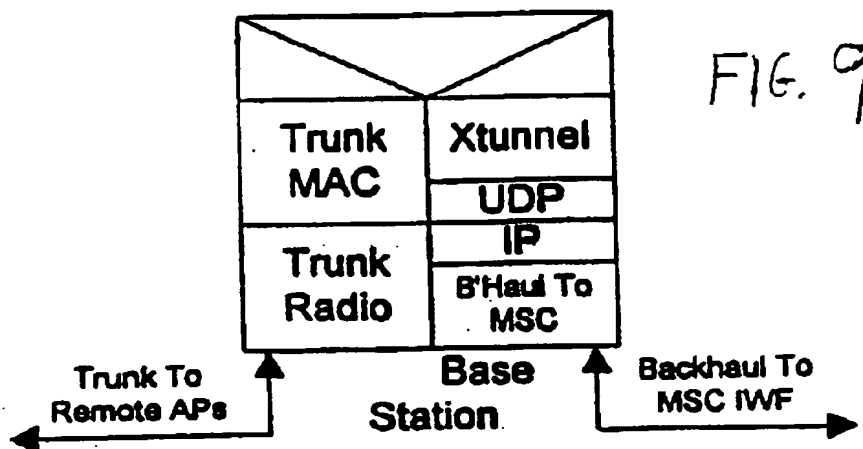 FIG. 9
Trunk
MAC
Xtunnel
UDP
IP
Trunk
Radio
B'Haul To
MSC
Base
Station
Trunk To
Remote APs
Backhaul To
MSC IWF